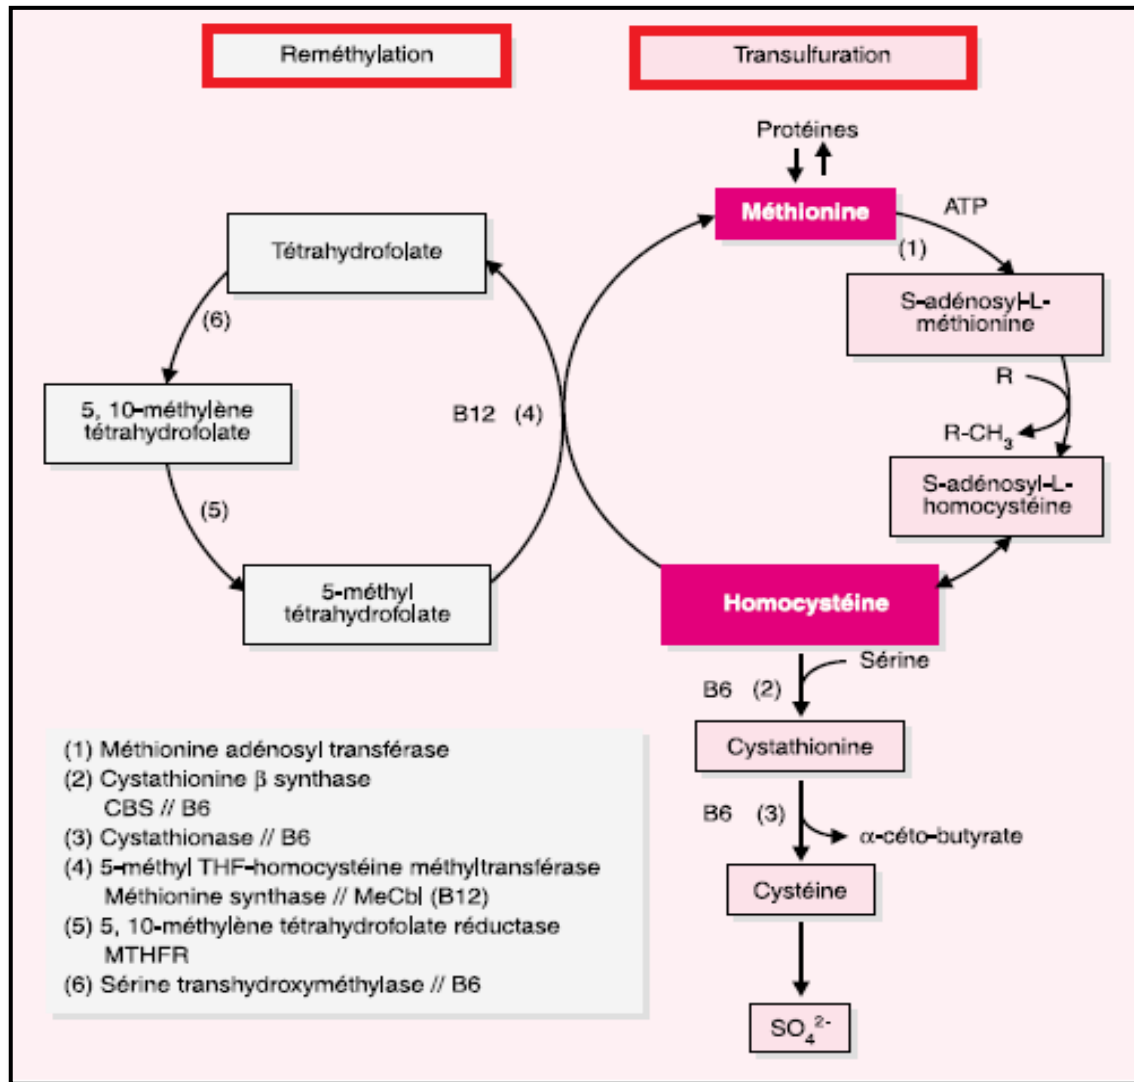 Reméthylation
Transulfuration
Protéines
Méthionine
ATP
(1)
S-adénosyl-L-
méthionine
R
R-CH₃
S-adénosyl-L-
homocystéine
Tétrahydrofolate
(6)
5, 10-méthylène
tétrahydrofolate
B12 (4)
(5)
5-méthyl
tétrahydrofolate
Homocystéine
Sérine
B6 (2)
Cystathionine
B6 (3)
α-céto-butyrate
Cystéine
SO₄²⁻
(1) Méthionine adénosyl transférase
(2) Cystathionine β synthase
CBS // B6
(3) Cystathionase // B6
(4) 5-méthyl THF-homocystéine méthyltransférase
Méthionine synthase // MeCbl (B12)
(5) 5, 10-méthylène tétrahydrofolate réductase
MTHFR
(6) Sérine transhydroxyméthylase // B6